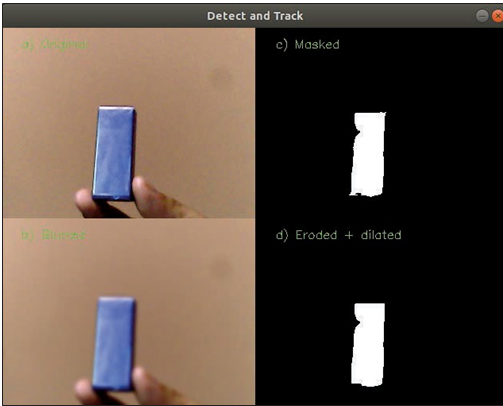 Detect and Track
a) Original
c) Masked
b) Blurred
d) Eroded + dilated